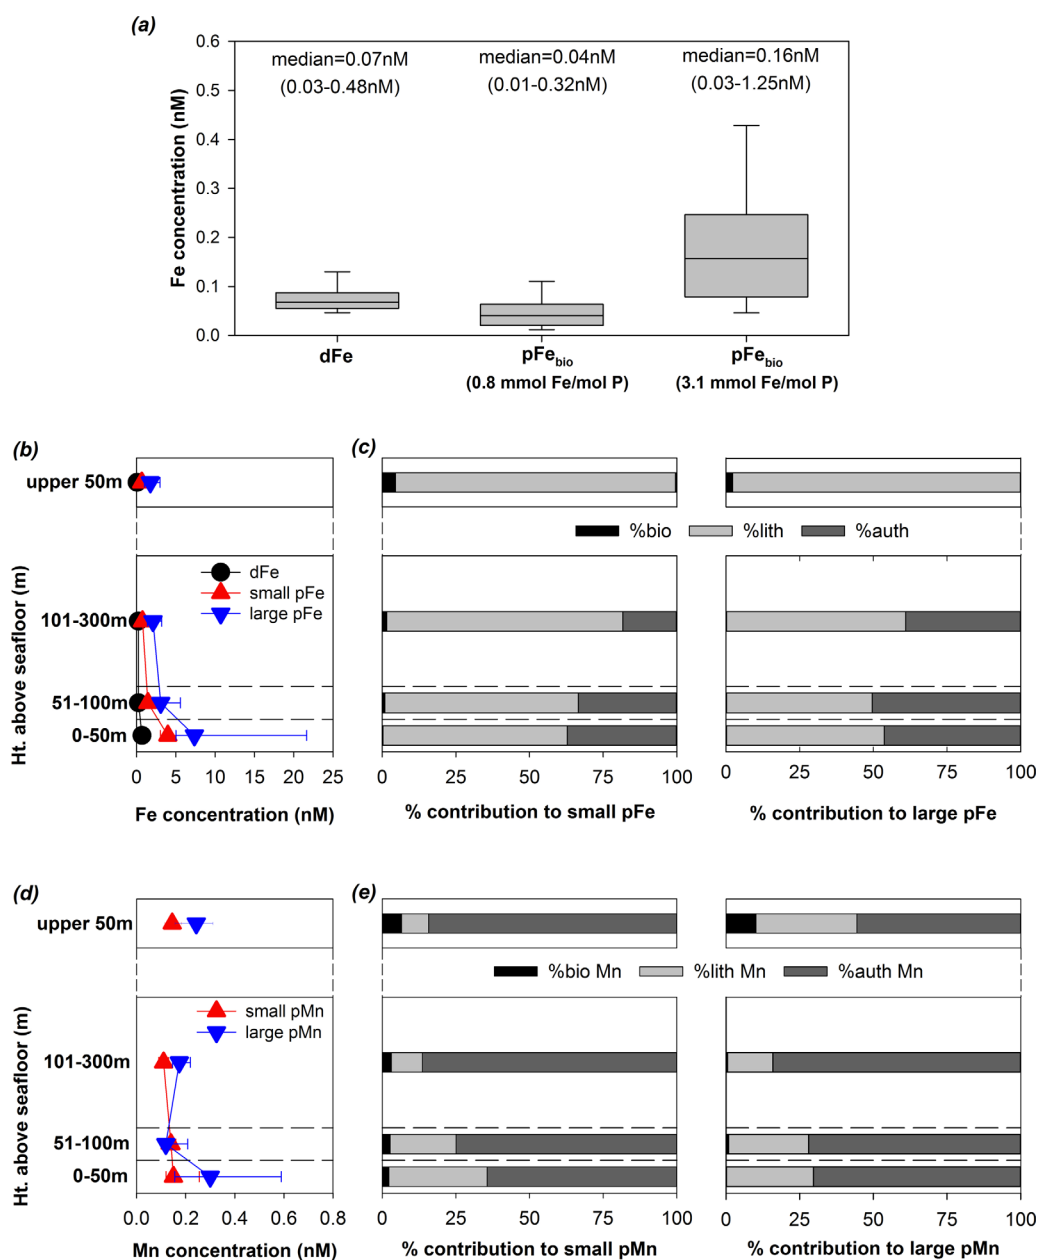 (a)
0.6
0.5
0.4
0.3
0.2
0.1
0.0
Fe concentration (nM)
median=0.07nM
(0.03-0.48nM)
median=0.04nM
(0.01-0.32nM)
median=0.16nM
(0.03-1.25nM)
dFe
pFebio
(0.8 mmol Fe/mol P)
pFebio
(3.1 mmol Fe/mol P)
(b)
upper 50m
101-300m
51-100m
0-50m
Ht. above seafloor (m)
dFe
small pFe
large pFe
0 5 10 15 20 25
Fe concentration (nM)
(c)
%bio %lith %auth
0 25 50 75 100
% contribution to small pFe
0 25 50 75 100
% contribution to large pFe
(d)
upper 50m
101-300m
51-100m
0-50m
Ht. above seafloor (m)
small pMn
large pMn
0.0 0.2 0.4 0.6 0.8
Mn concentration (nM)
(e)
%bio Mn %lith Mn %auth Mn
0 25 50 75 100
% contribution to small pMn
0 25 50 75 100
% contribution to large pMn